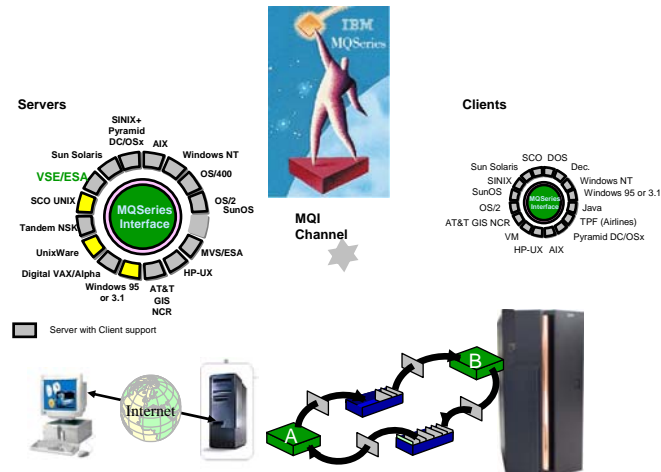 IBM
MQSeries
Servers
SINIX+
Pyramid
DC/OSx
AIX
Sun Solaris
Windows NT
VSE/ESA
OS/400
SCO UNIX
OS/2
SunOS
MQSeries
Interface
Tandem NSK
UnixWare
MVS/ESA
Digital VAX/Alpha
HP-UX
Windows 95
or 3.1
AT&T
GIS
NCR
Server with Client support
MQI
Channel
Clients
SCO DOS
Sun Solaris
Dec.
SINIX
Windows NT
SunOS
Windows 95 or 3.1
OS/2
MQSeries
Interface
Java
AT&T GIS NCR
TPF (Airlines)
VM
Pyramid DC/OSx
HP-UX AIX
Internet
A
B